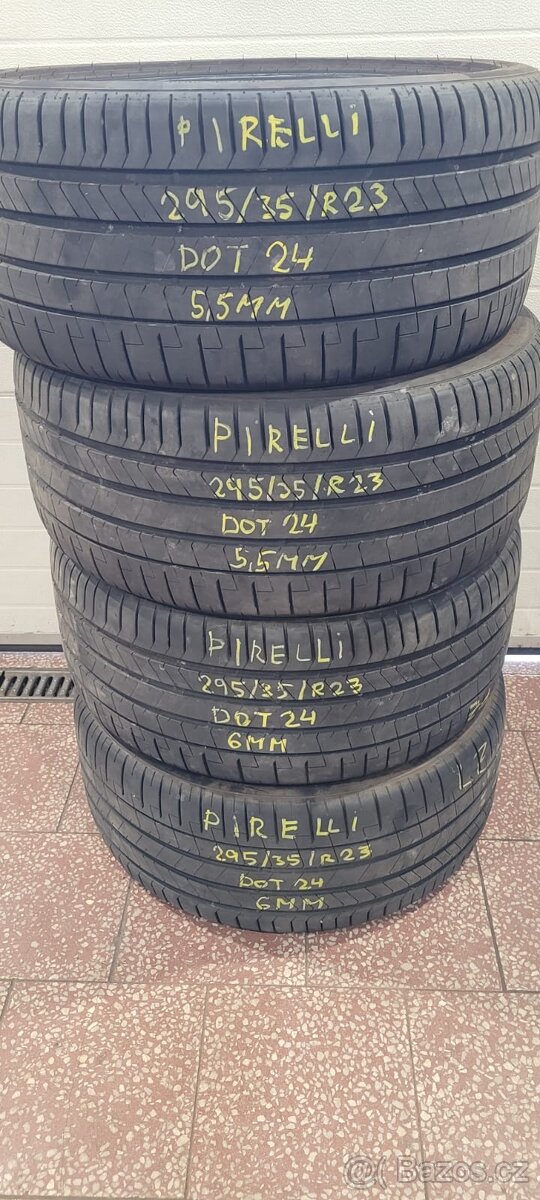 PIRELLI
295/35/R23
DOT 24
5,5MM
PIRELLI
295/35/R23
DOT 24
5,5MM
PIRELLI
295/35/R23
DOT 24
6MM
PIRELLI
295/35/R23
DOT 24
6MM
Bazos.cz